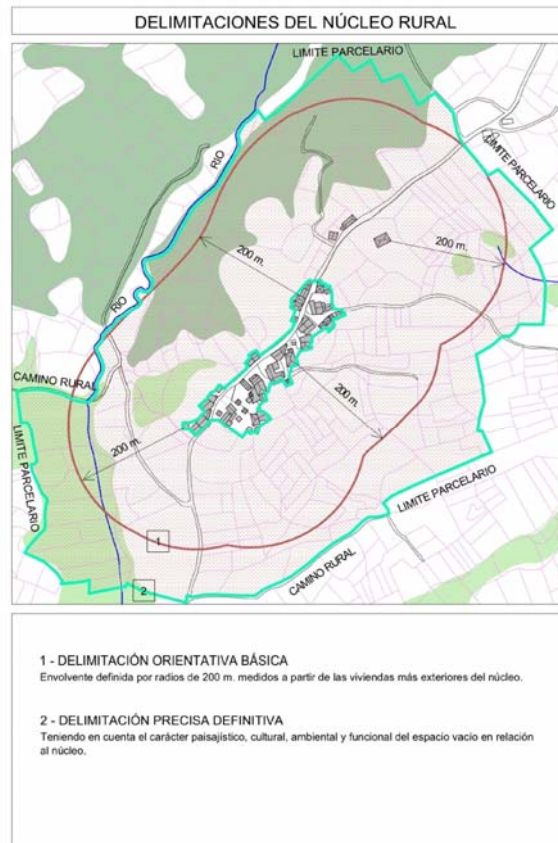 DELIMITACIONES DEL NÚCLEO RURAL
LIMITE PARCELARIO
RIO
LIMITE PARCELARIO
200 m.
200 m.
RIO
CAMINO RURAL
200 m.
200 m.
LIMITE PARCELARIO
LIMITE PARCELARIO
1
CAMINO RURAL
2
1 - DELIMITACIÓN ORIENTATIVA BÁSICA
Envolvente definida por radios de 200 m. medidos a partir de las viviendas más exteriores del núcleo.
2 - DELIMITACIÓN PRECISA DEFINITIVA
Teniendo en cuenta el carácter paisajístico, cultural, ambiental y funcional del espacio vacío en relación
al núcleo.